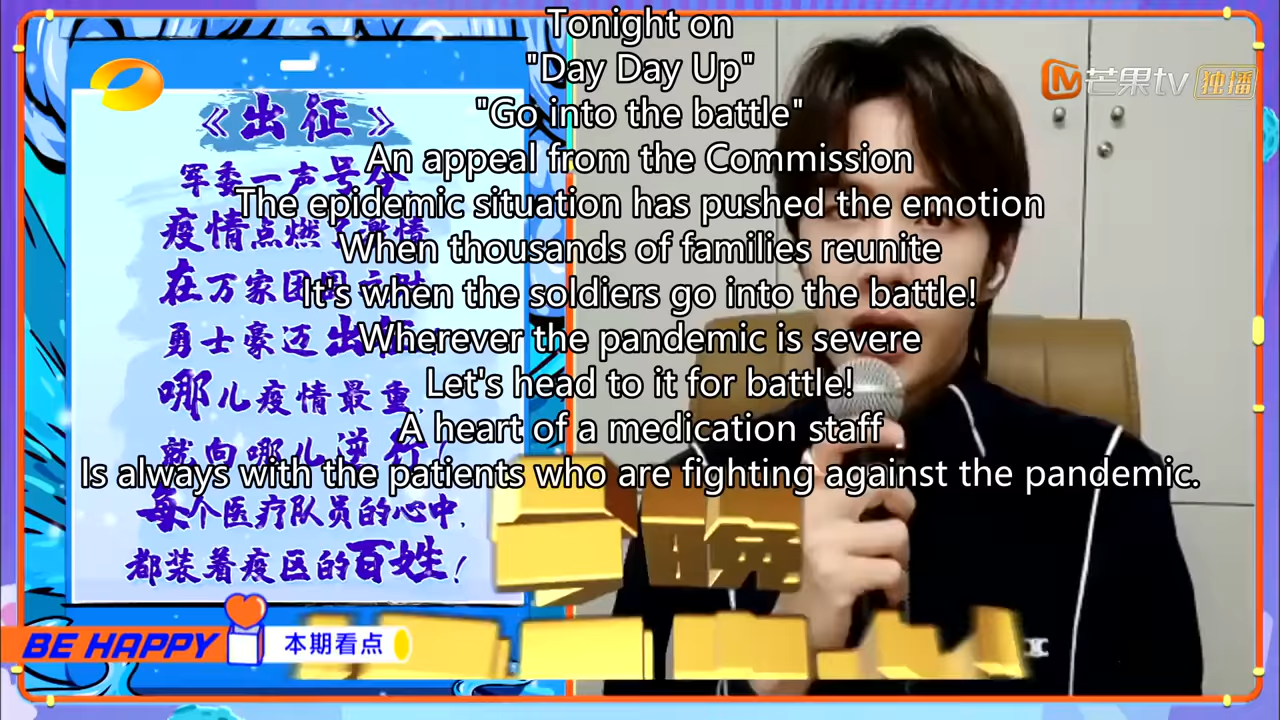 Tonight on
"Day Day Up"
"Go into the battle"
An appeal from the Commission
The epidemic situation has pushed the emotion
When thousands of families reunite
It's when the soldiers go into the battle!
Wherever the pandemic is severe
Let's head to it for battle!
A heart of a medication staff
Is always with the patients who are fighting against the pandemic.
芒果tv 独播
《出征》
军委一声号令,
疫情点燃了激情
在万家团圆之时
勇士豪迈出征!
哪儿疫情最重,
就向哪儿逆行!
每个医疗队员的心中,
都装着疫区的百姓!
BE HAPPY
本期看点